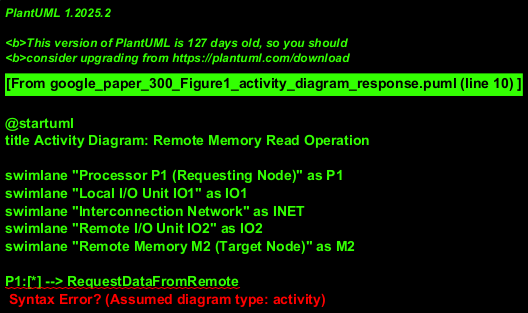 PlantUML 1.2025.2
<b>This version of PlantUML is 127 days old, so you should
<b>consider upgrading from https://plantuml.com/download
[From google_paper_300_Figure1_activity_diagram_response.puml (line 10) ]
@startuml
title Activity Diagram: Remote Memory Read Operation
swimlane "Processor P1 (Requesting Node)" as P1
swimlane "Local I/O Unit IO1" as IO1
swimlane "Interconnection Network" as INET
swimlane "Remote I/O Unit IO2" as IO2
swimlane "Remote Memory M2 (Target Node)" as M2
P1:[*] --> RequestDataFromRemote
Syntax Error? (Assumed diagram type: activity)